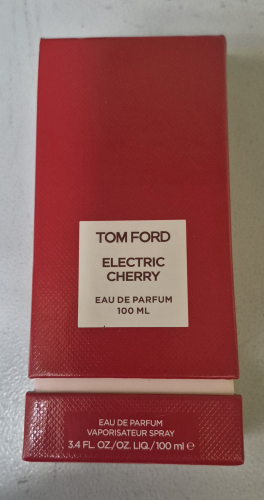 TOM FORD
ELECTRIC
CHERRY
EAU DE PARFUM
100 ML
EAU DE PARFUM
VAPORISATEUR SPRAY
3.4 FL. OZ./OZ. LIQ./100 ml ℮